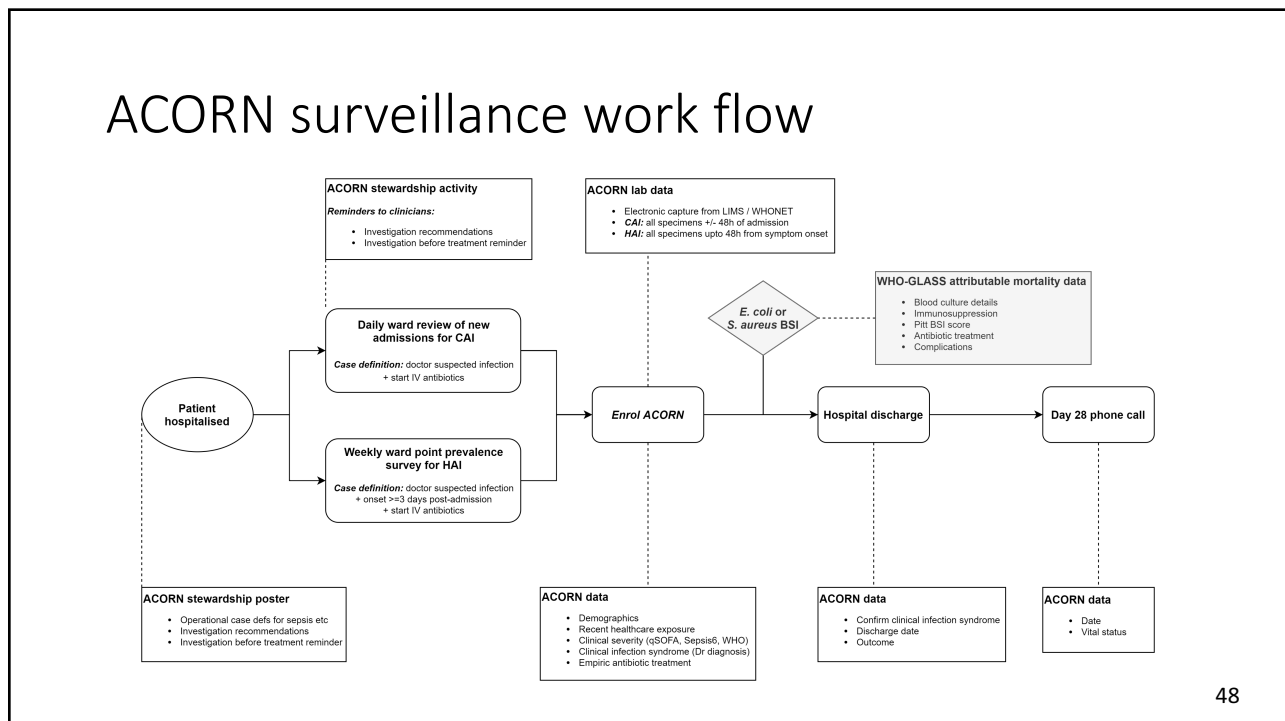 ACORN surveillance work flow
ACORN stewardship activity
Reminders to clinicians:
• Investigation recommendations
• Investigation before treatment reminder
ACORN lab data
• Electronic capture from LIMS / WHONET
• CAI: all specimens +/- 48h of admission
• HAI: all specimens upto 48h from symptom onset
WHO-GLASS attributable mortality data
• Blood culture details
• Immunosuppression
• Pitt BSI score
• Antibiotic treatment
• Complications
E. coli or
S. aureus BSI
Daily ward review of new
admissions for CAI
Case definition: doctor suspected infection
+ start IV antibiotics
Patient
hospitalised
Enrol ACORN
Hospital discharge
Day 28 phone call
Weekly ward point prevalence
survey for HAI
Case definition: doctor suspected infection
+ onset >=3 days post-admission
+ start IV antibiotics
ACORN stewardship poster
• Operational case defs for sepsis etc
• Investigation recommendations
• Investigation before treatment reminder
ACORN data
• Demographics
• Recent healthcare exposure
• Clinical severity (qSOFA, Sepsis6, WHO)
• Clinical infection syndrome (Dr diagnosis)
• Empiric antibiotic treatment
ACORN data
• Confirm clinical infection syndrome
• Discharge date
• Outcome
ACORN data
• Date
• Vital status
48